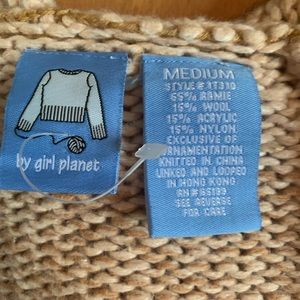 by girl planet
MEDIUM
STYLE #3T310
55% RAMIE
15% WOOL
15% ACRYLIC
15% NYLON
EXCLUSIVE OF
ORNAMENTATION
KNITTED IN CHINA
LINKED AND LOOPED
IN HONG KONG
RN #65199
SEE REVERSE
FOR CARE